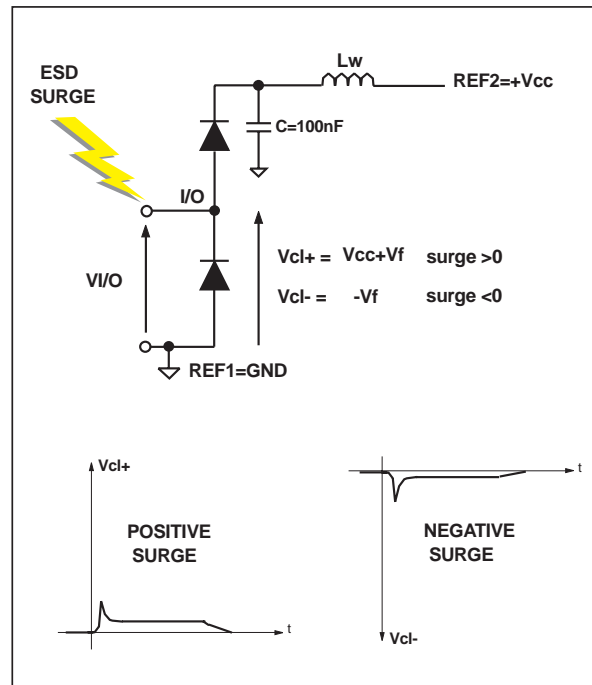 Lw
ESD
SURGE
REF2=+Vcc
C=100nF
I/O
Vcl+ = Vcc+Vf surge >0
VI/O
Vcl- = -Vf surge <0
REF1=GND
Vcl+
t
POSITIVE
SURGE
NEGATIVE
SURGE
t
Vcl-